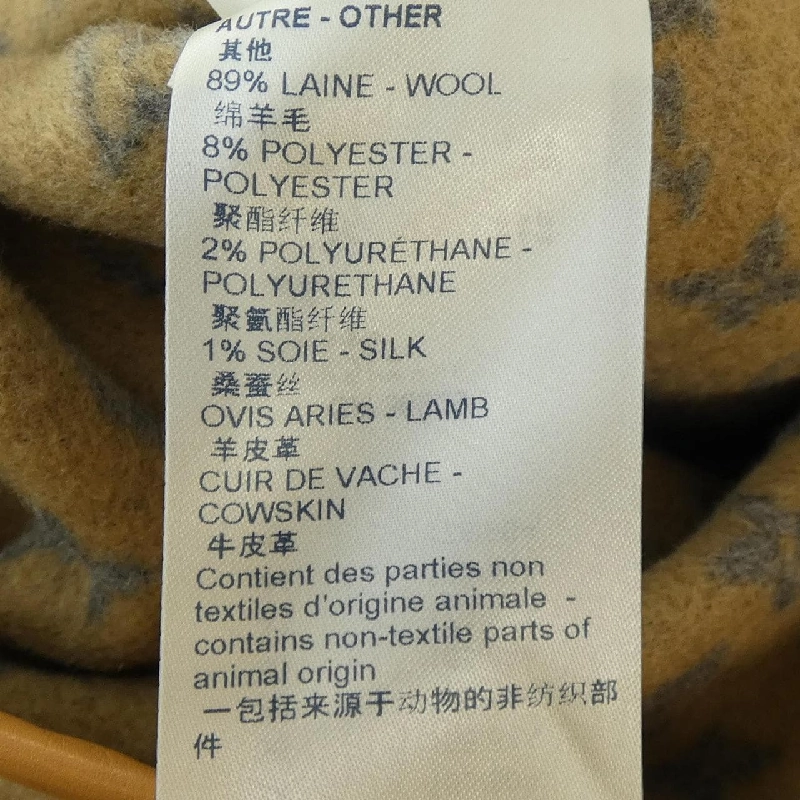 AUTRE - OTHER
其他
89% LAINE - WOOL
绵羊毛
8% POLYESTER -
POLYESTER
聚酯纤维
2% POLYURÉTHANE -
POLYURETHANE
聚氨酯纤维
1% SOIE - SILK
桑蚕丝
OVIS ARIES - LAMB
羊皮革
CUIR DE VACHE -
COWSKIN
牛皮革
Contient des parties non
textiles d'origine animale -
contains non-textile parts of
animal origin
一包括来源于动物的非纺织部
件